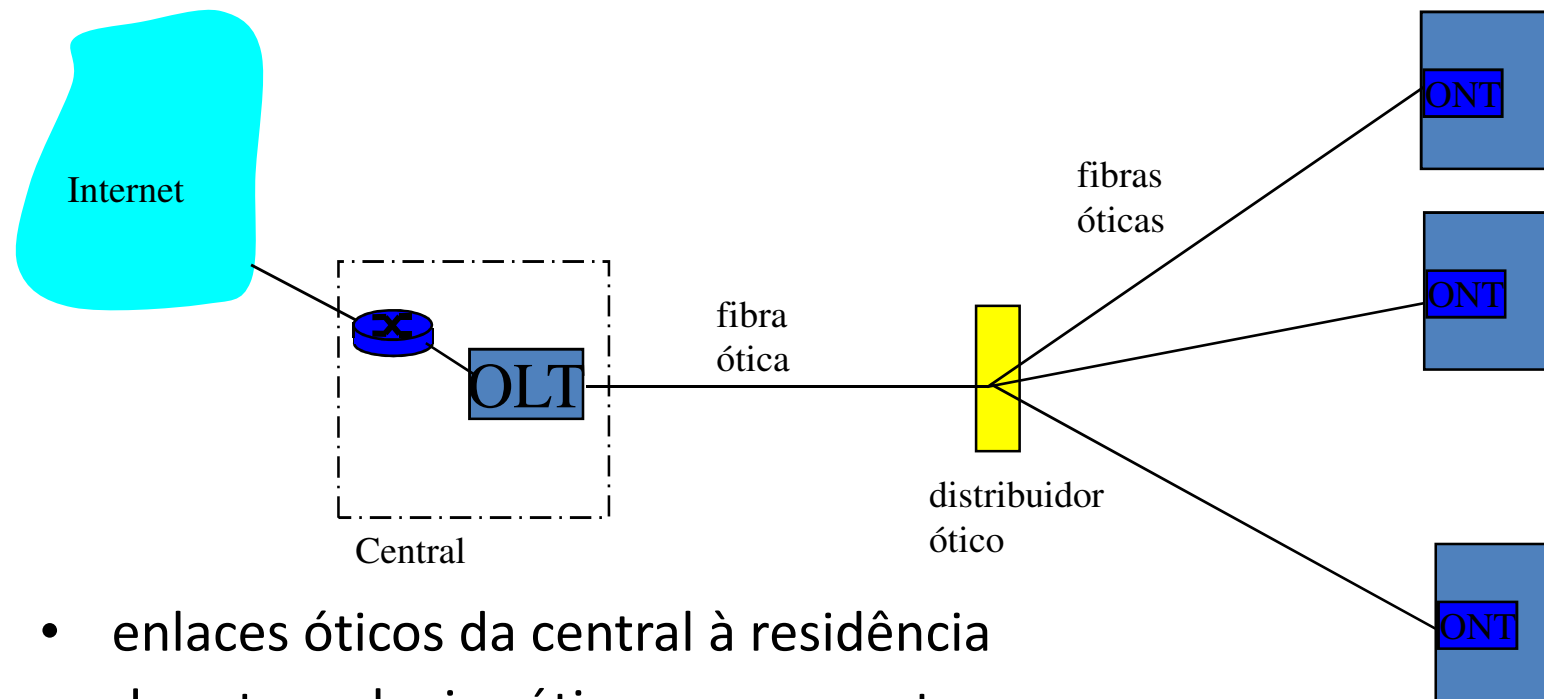 ONT
fibras
óticas
Internet
ONT
fibra
ótica
OLT
distribuidor
ótico
Central
• enlaces óticos da central à residência
ONT